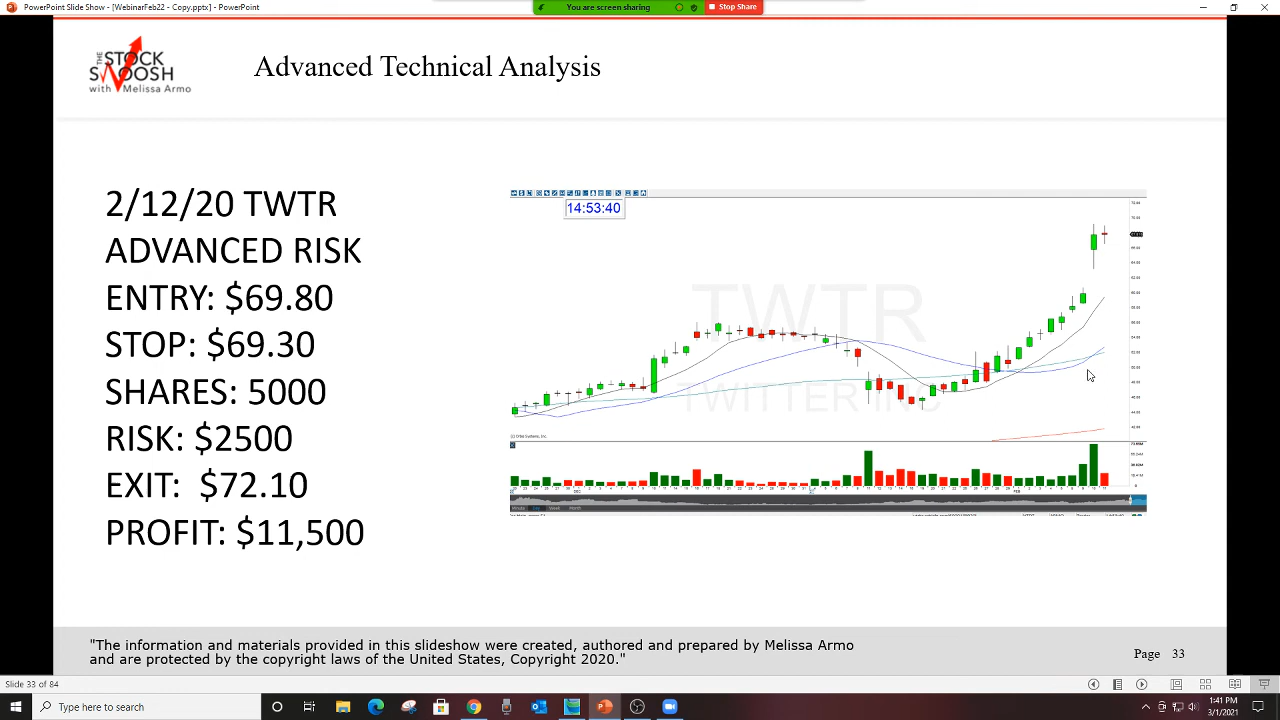 PowerPoint Slide Show - [WebinarFeb22 - Copy.pptx] - PowerPoint
You are screen sharing
Stop Share
THE
STOCK
SWOOSH
with Melissa Armo
Advanced Technical Analysis
2/12/20 TWTR
ADVANCED RISK
ENTRY: $69.80
STOP: $69.30
SHARES: 5000
RISK: $2500
EXIT: $72.10
PROFIT: $11,500
14:53:40
TWTR
TWITTER INC
"The information and materials provided in this slideshow were created, authored and prepared by Melissa Armo
and are protected by the copyright laws of the United States, Copyright 2020."
Page 33
Slide 33 of 84
Type here to search
1:41 PM
3/1/2021